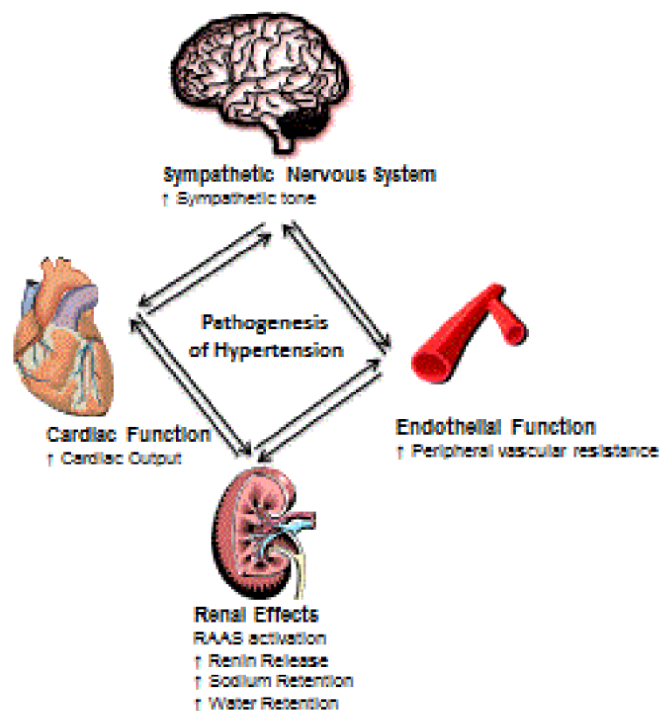 Sympathetic Nervous System
↑ Sympathetic tone
Pathogenesis
of Hypertension
Cardiac Function
↑ Cardiac Output
Endothelial Function
↑ Peripheral vascular resistance
Renal Effects
RAAS activation
↑ Renin Release
↑ Sodium Retention
↑ Water Retention